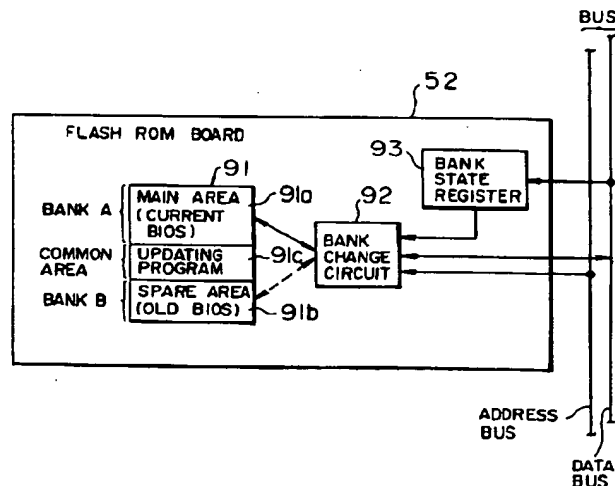 BUS
52
FLASH ROM BOARD
93
BANK
STATE
REGISTER
91
BANK A
MAIN AREA
(CURRENT
BIOS)
91a
92
BANK
CHANGE
CIRCUIT
COMMON
AREA
UPDATING
PROGRAM
91c
BANK B
SPARE AREA
(OLD BIOS)
91b
ADDRESS
BUS
DATA
BUS